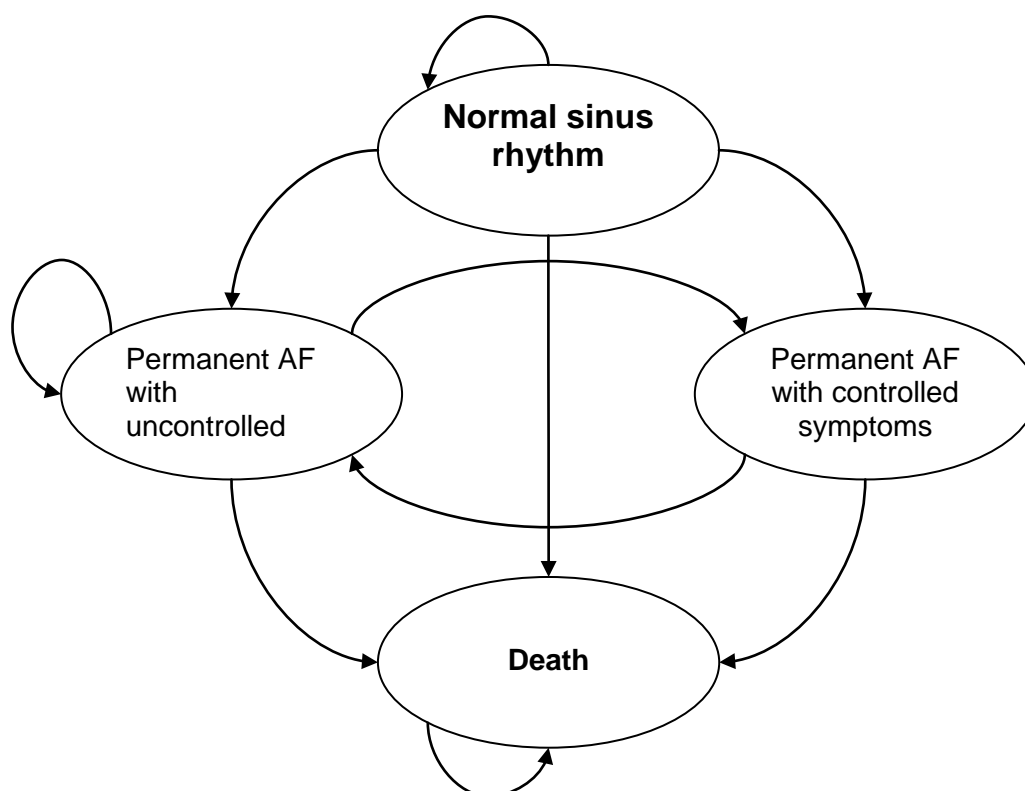 Normal sinus
rhythm
Permanent AF
with
uncontrolled
Permanent AF
with controlled
symptoms
Death